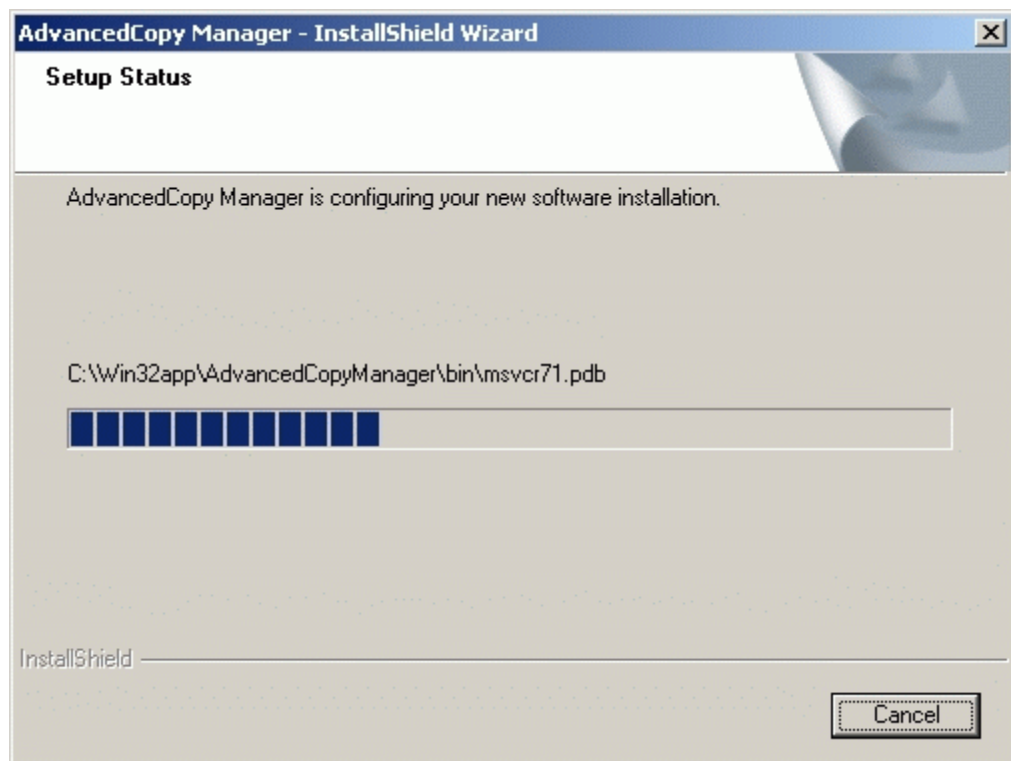 AdvancedCopy Manager - InstallShield Wizard
Setup Status
AdvancedCopy Manager is configuring your new software installation.
C:\Win32app\AdvancedCopyManager\bin\msvcr71.pdb
InstallShield
Cancel